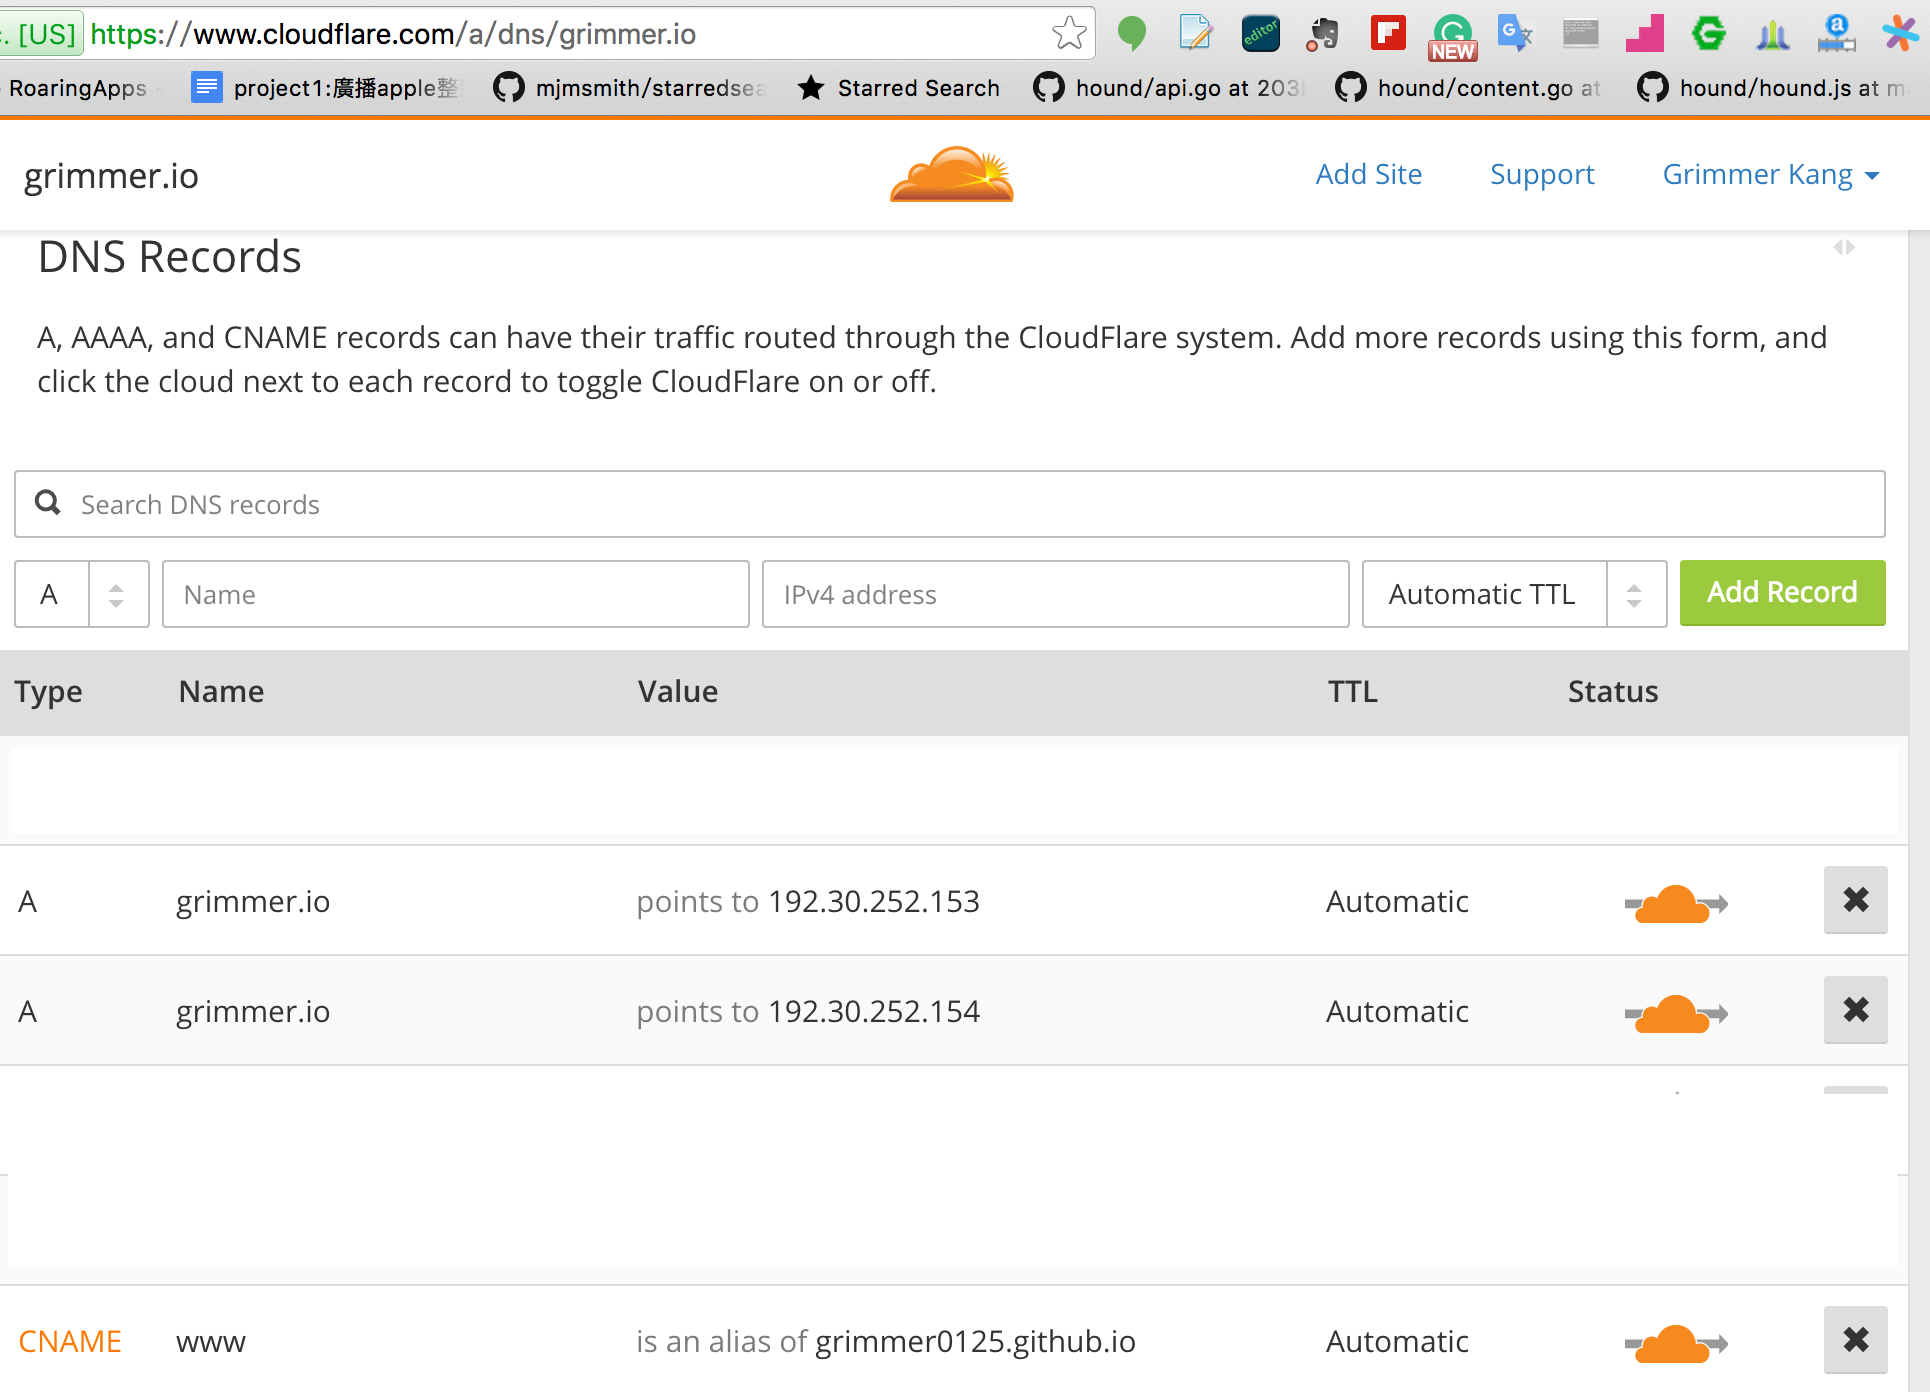 . [US] https://www.cloudflare.com/a/dns/grimmer.io
editor
NEW
RoaringApps project1:廣播apple整 mjmsmith/starredsea Starred Search hound/api.go at 203 hound/content.go at hound/hound.js at m
grimmer.io Add Site Support Grimmer Kang
DNS Records
A, AAAA, and CNAME records can have their traffic routed through the CloudFlare system. Add more records using this form, and
click the cloud next to each record to toggle CloudFlare on or off.
Search DNS records
A Name IPv4 address Automatic TTL Add Record
Type Name Value TTL Status
A grimmer.io points to 192.30.252.153 Automatic
A grimmer.io points to 192.30.252.154 Automatic
CNAME www is an alias of grimmer0125.github.io Automatic